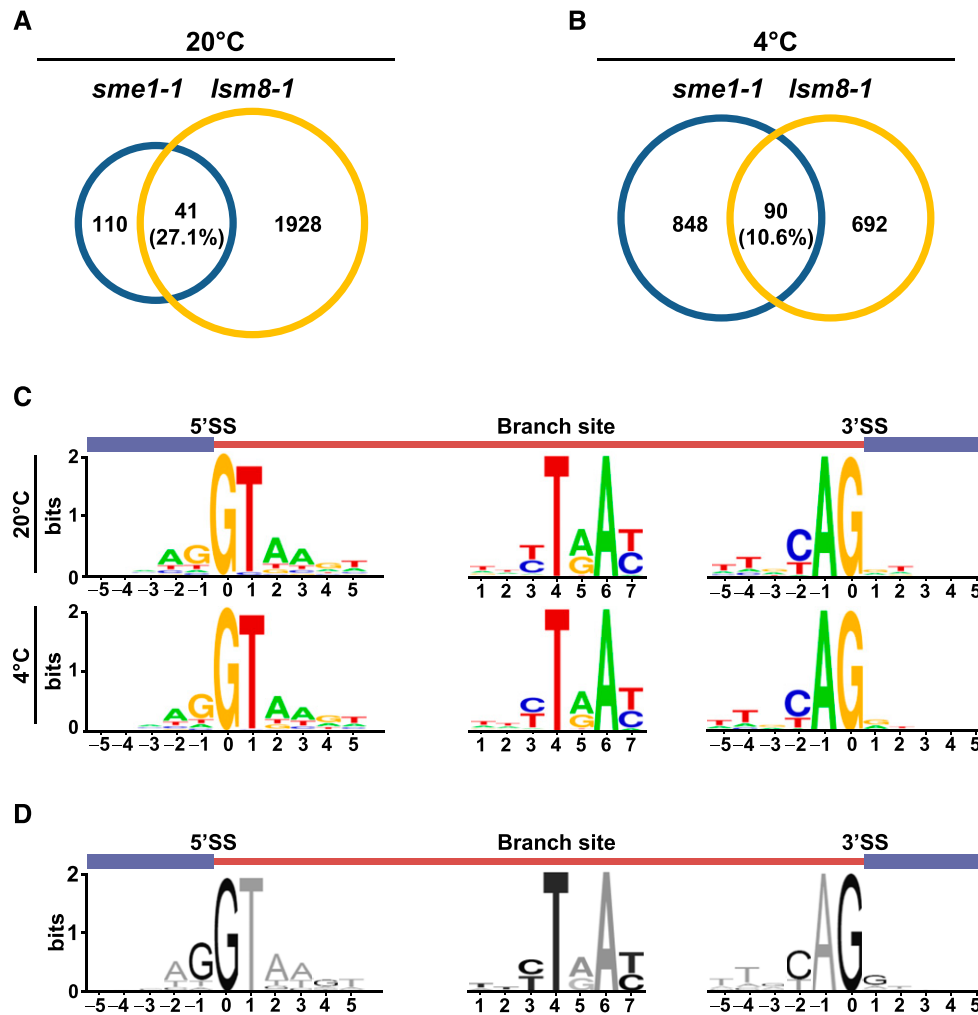 A
20°C
sme1-1 lsm8-1
110
41
(27.1%)
1928
B
4°C
sme1-1 lsm8-1
848
90
(10.6%)
692
C
5'SS
Branch site
3'SS
20°C
bits
2
1
0
–5 –4 –3 –2 –1 0 1 2 3 4 5
1 2 3 4 5 6 7
–5 –4 –3 –2 –1 0 1 2 3 4 5
4°C
bits
2
1
0
–5 –4 –3 –2 –1 0 1 2 3 4 5
1 2 3 4 5 6 7
–5 –4 –3 –2 –1 0 1 2 3 4 5
D
5'SS
Branch site
3'SS
bits
2
1
0
–5 –4 –3 –2 –1 0 1 2 3 4 5
1 2 3 4 5 6 7
–5 –4 –3 –2 –1 0 1 2 3 4 5